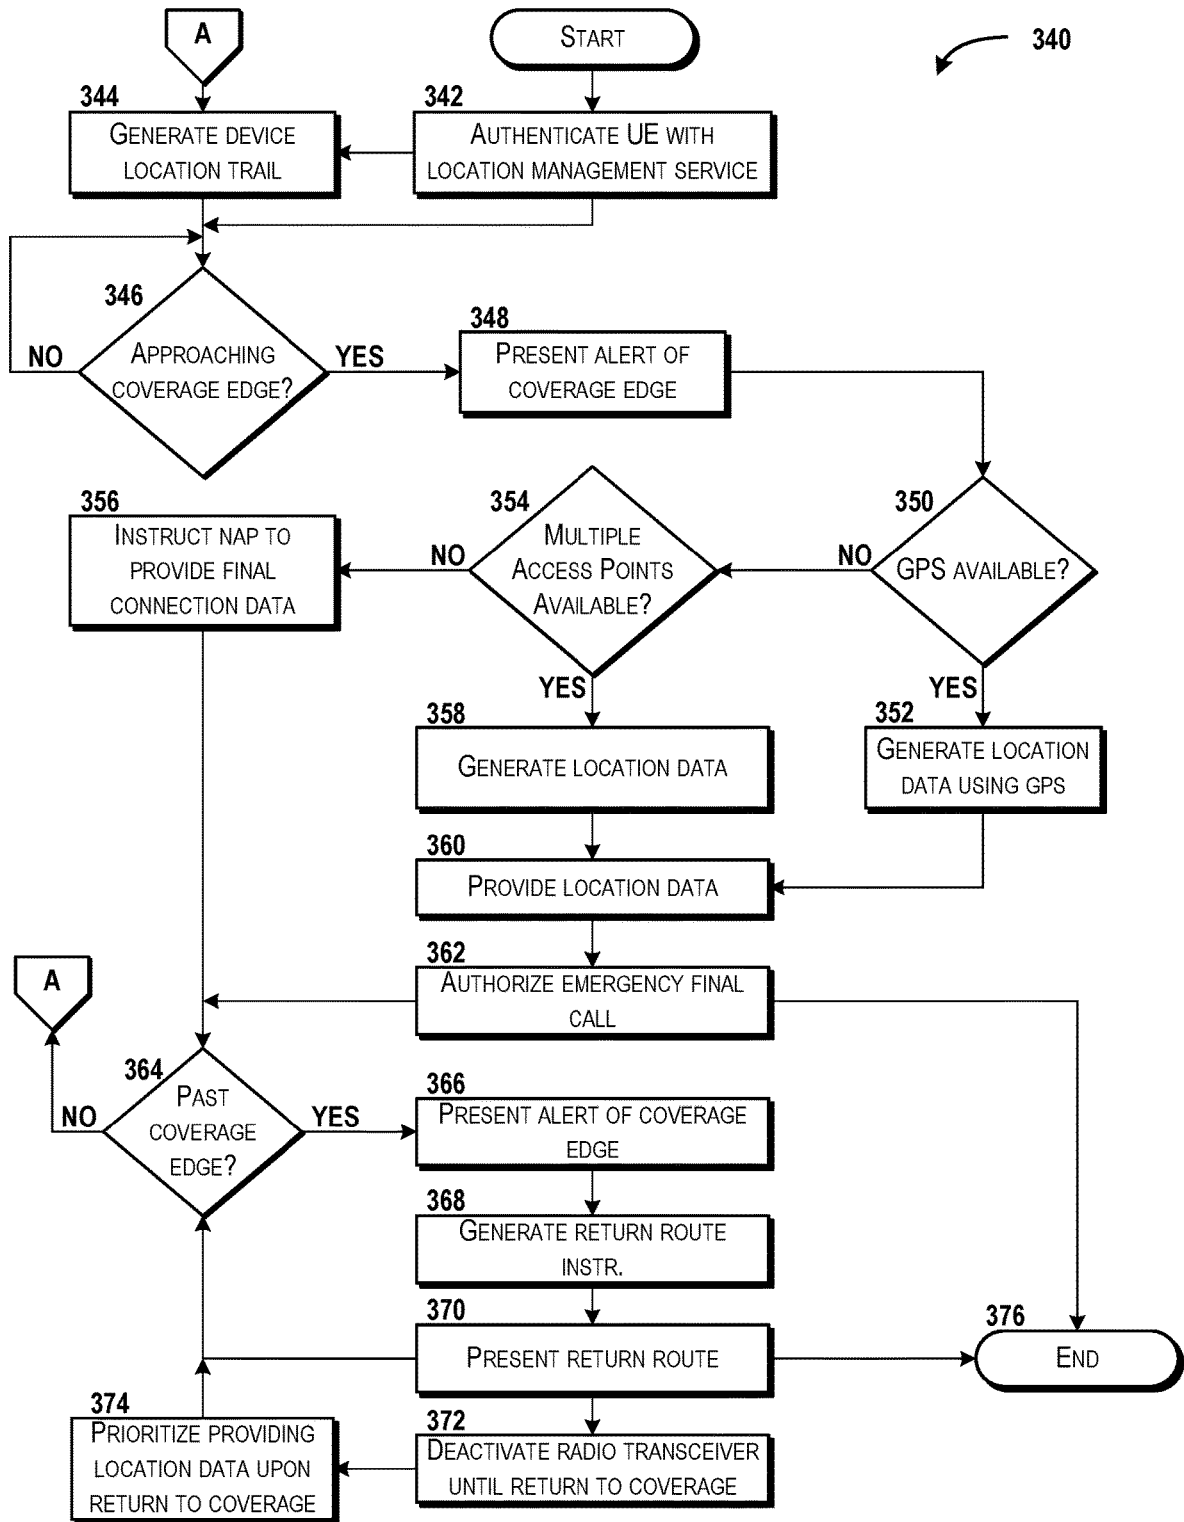 A
START
340
344
342
GENERATE DEVICE
LOCATION TRAIL
AUTHENTICATE UE WITH
LOCATION MANAGEMENT SERVICE
346
348
NO
APPROACHING
COVERAGE EDGE?
YES
PRESENT ALERT OF
COVERAGE EDGE
356
354
350
INSTRUCT NAP TO
PROVIDE FINAL
CONNECTION DATA
NO
MULTIPLE
ACCESS POINTS
AVAILABLE?
NO
GPS AVAILABLE?
YES
YES
358
352
GENERATE LOCATION DATA
GENERATE LOCATION
DATA USING GPS
360
PROVIDE LOCATION DATA
362
A
AUTHORIZE EMERGENCY FINAL
CALL
364
366
NO
PAST
COVERAGE
EDGE?
YES
PRESENT ALERT OF COVERAGE
EDGE
368
GENERATE RETURN ROUTE
INSTR.
370
376
PRESENT RETURN ROUTE
END
374
372
PRIORITIZE PROVIDING
LOCATION DATA UPON
RETURN TO COVERAGE
DEACTIVATE RADIO TRANSCEIVER
UNTIL RETURN TO COVERAGE